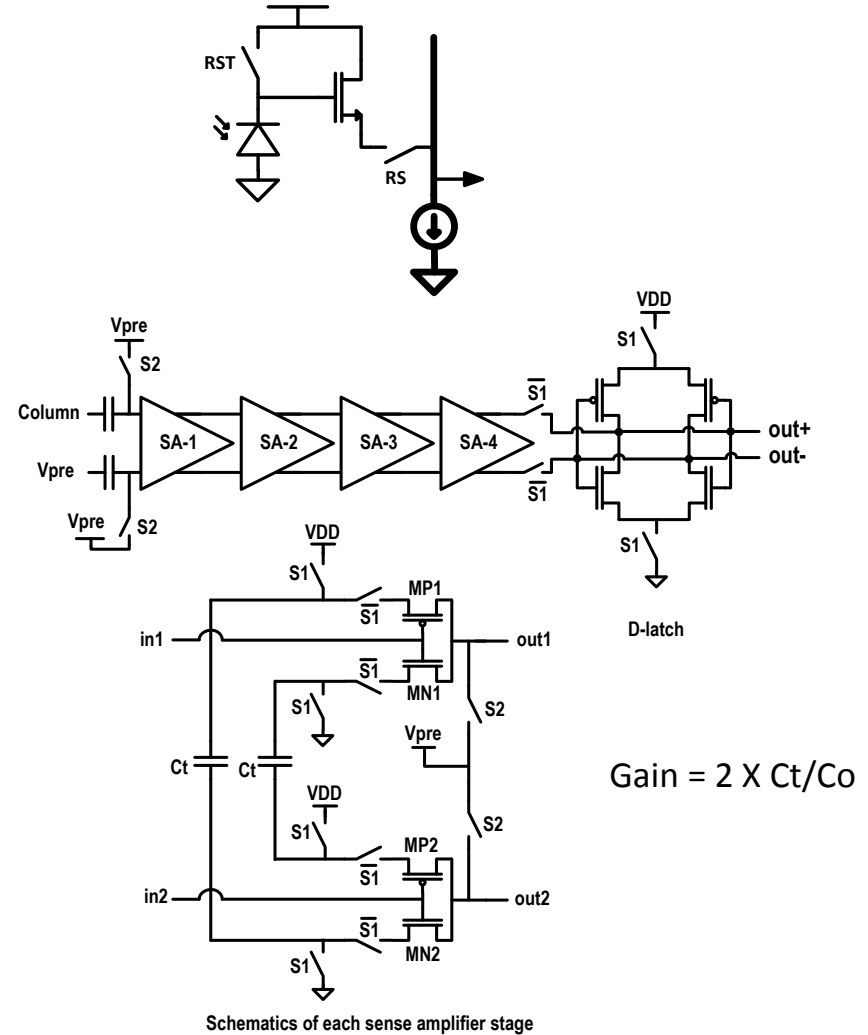 RST
RS
Vpre
S2
Column
Vpre
Vpre
S2
SA-1
SA-2
SA-3
SA-4
S1
S1
VDD
S1
out+
out-
S1
D-latch
VDD
S1
S1
MP1
in1
out1
S1
MN1
S1
S2
Vpre
Ct
Ct
VDD
S1
S2
MP2
S1
in2
out2
S1
MN2
S1
Gain = 2 X Ct/Co
Schematics of each sense amplifier stage